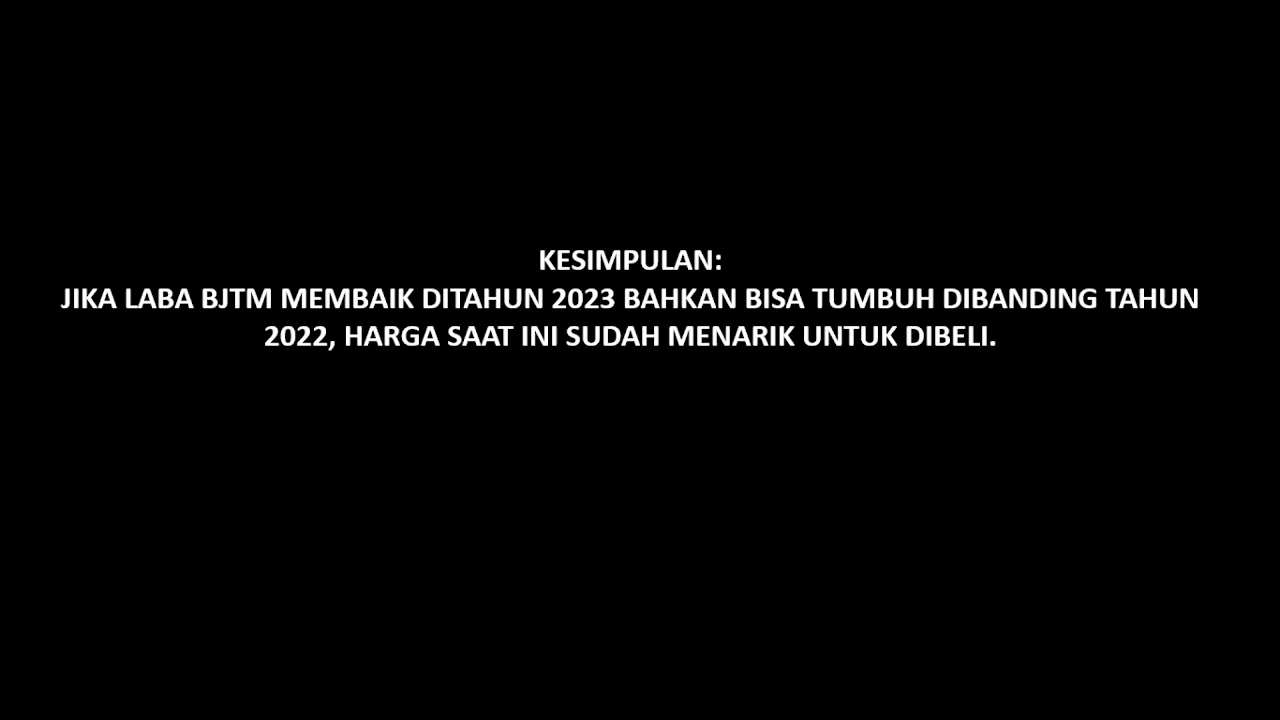 KESIMPULAN:
JIKA LABA BJTM MEMBAIK DITAHUN 2023 BAHKAN BISA TUMBUH DIBANDING TAHUN
2022, HARGA SAAT INI SUDAH MENARIK UNTUK DIBELI.